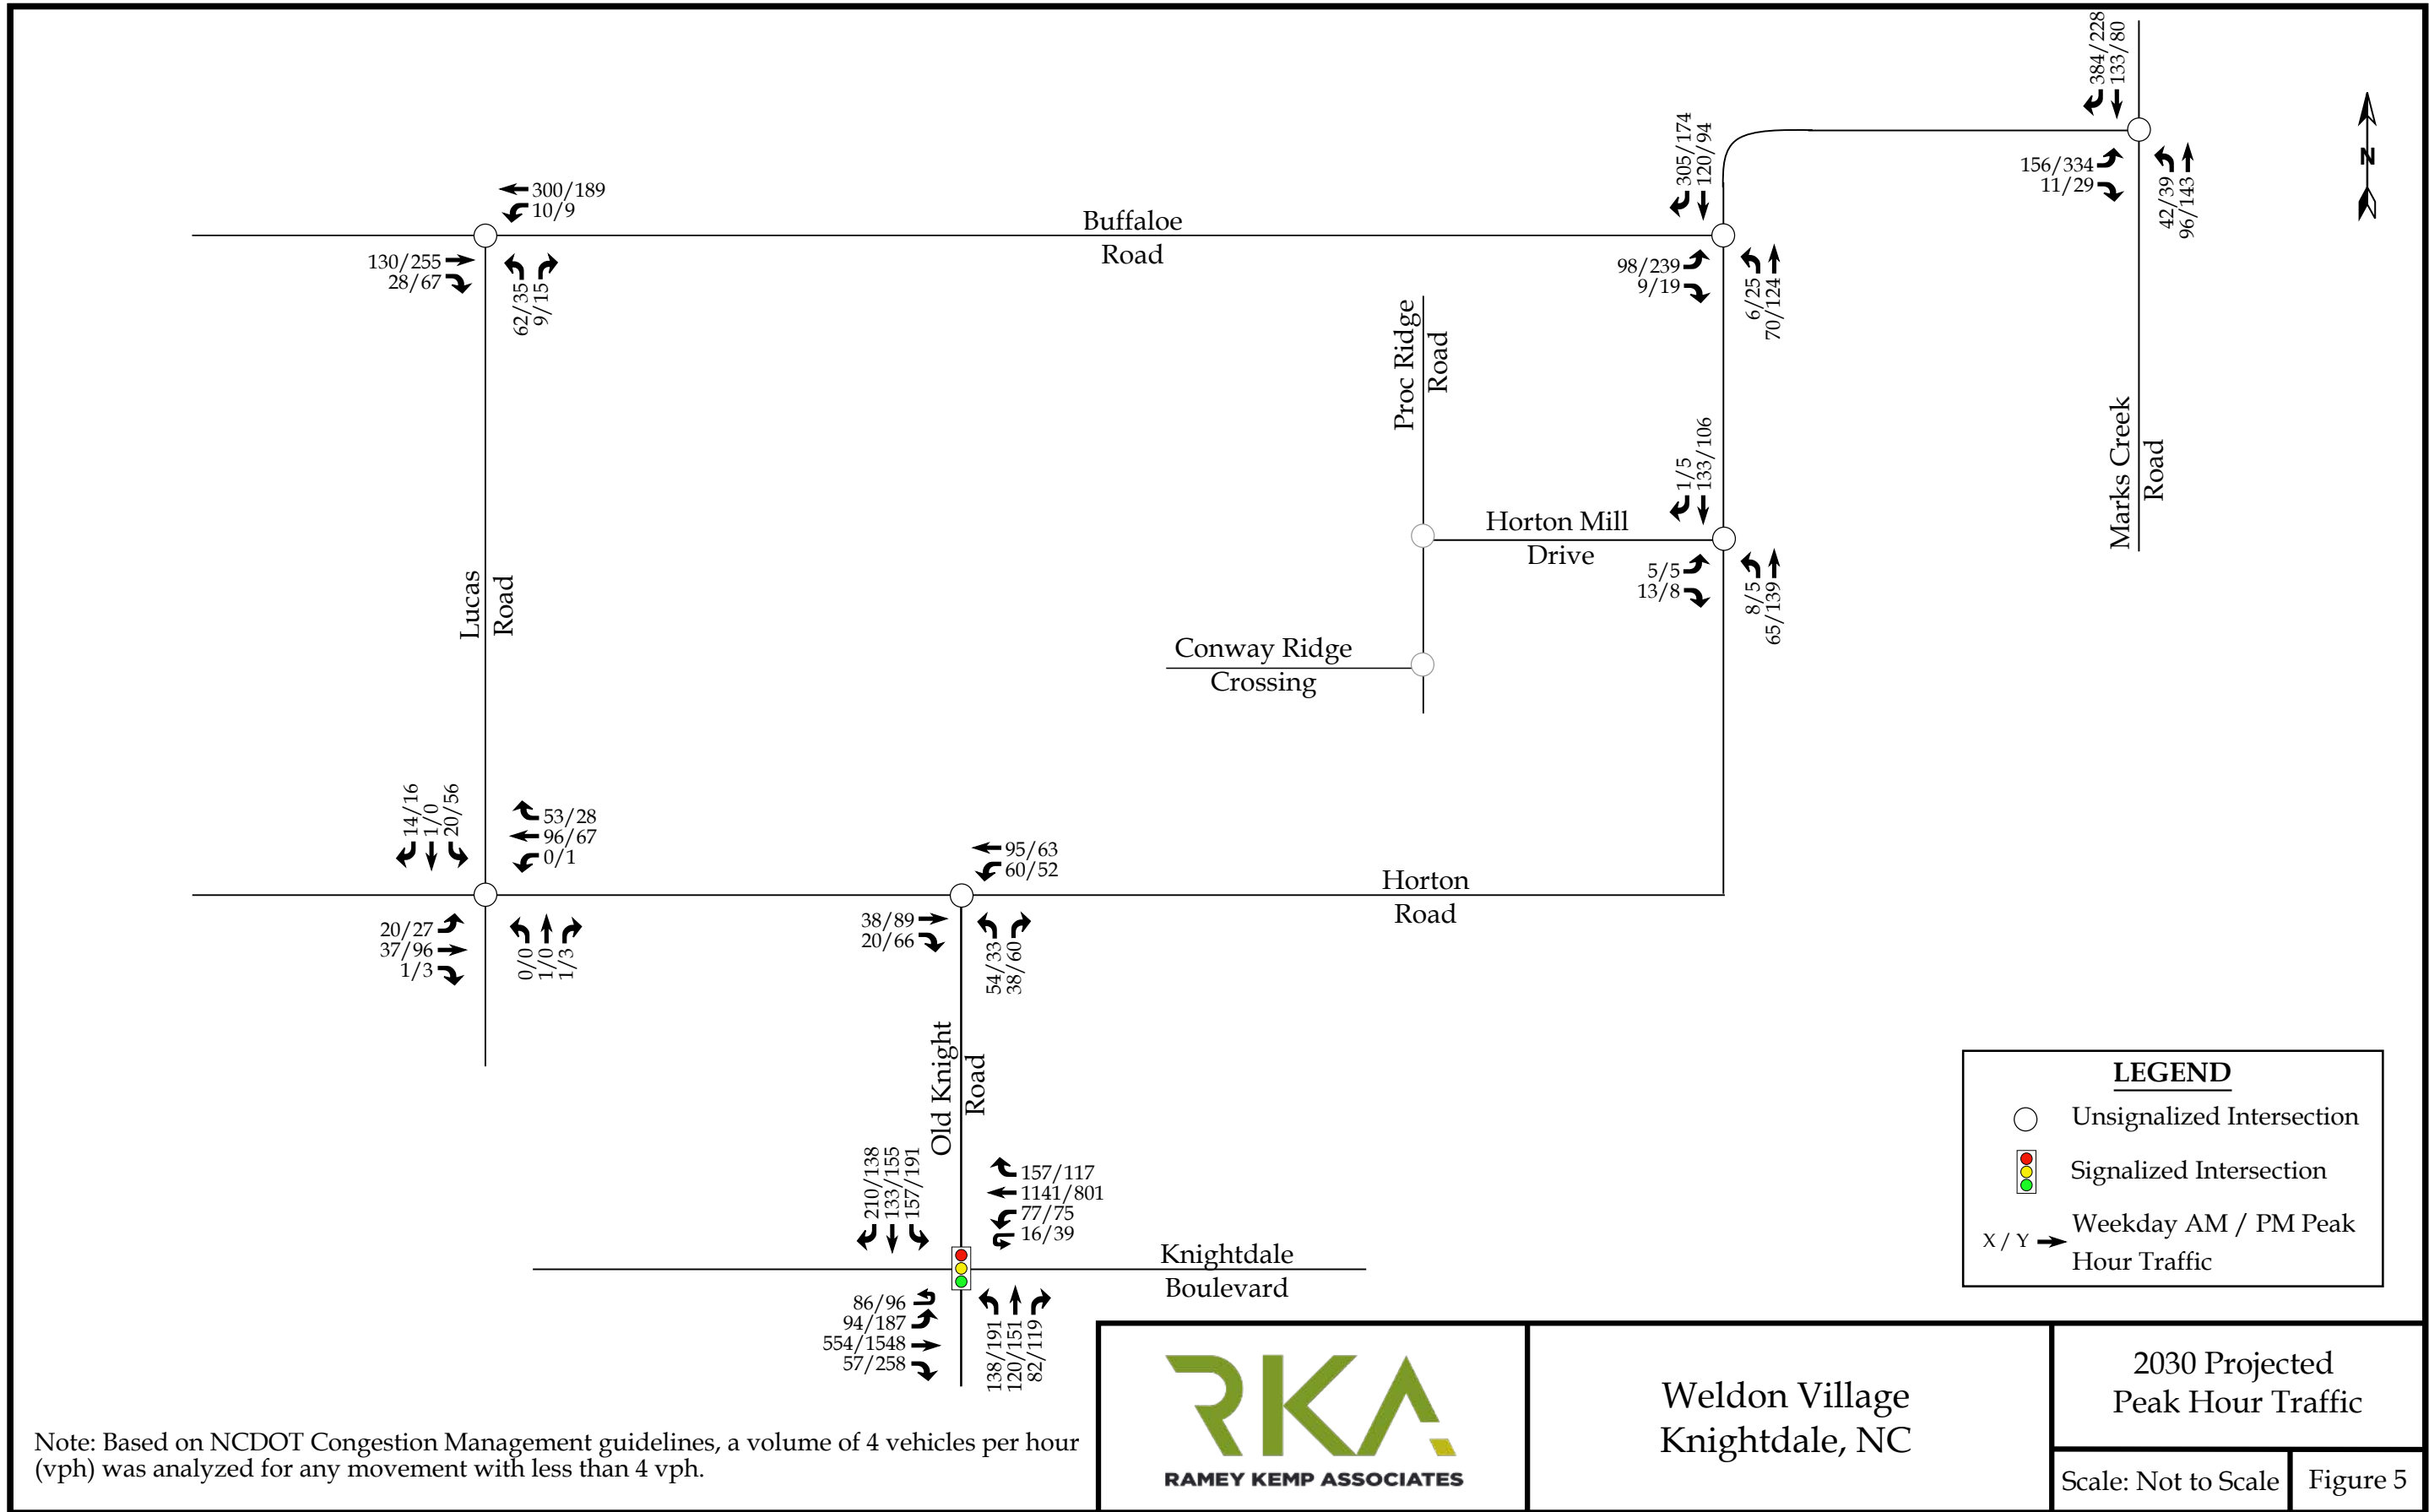 384/228
133/80
156/334
11/29
42/39
96/143
N
300/189
10/9
130/255
28/67
62/35
9/15
Buffaloe
Road
305/174
120/94
98/239
9/19
6/25
70/124
Proc Ridge
Road
Marks Creek
Road
1/5
133/106
Horton Mill
Drive
5/5
13/8
8/5
65/139
Lucas
Road
Conway Ridge
Crossing
14/16
1/0
20/56
53/28
96/67
0/1
20/27
37/96
1/3
0/0
1/0
1/3
95/63
60/52
38/89
20/66
54/33
38/60
Horton
Road
Old Knight
Road
210/138
133/155
157/191
157/117
1141/801
77/75
16/39
Knightdale
Boulevard
86/96
94/187
554/1548
57/258
138/191
120/151
82/119
LEGEND
Unsignalized Intersection
Signalized Intersection
X / Y
Weekday AM / PM Peak
Hour Traffic
Note: Based on NCDOT Congestion Management guidelines, a volume of 4 vehicles per hour
(vph) was analyzed for any movement with less than 4 vph.
RKA
RAMEY KEMP ASSOCIATES
Weldon Village
Knightdale, NC
2030 Projected
Peak Hour Traffic
Scale: Not to Scale
Figure 5